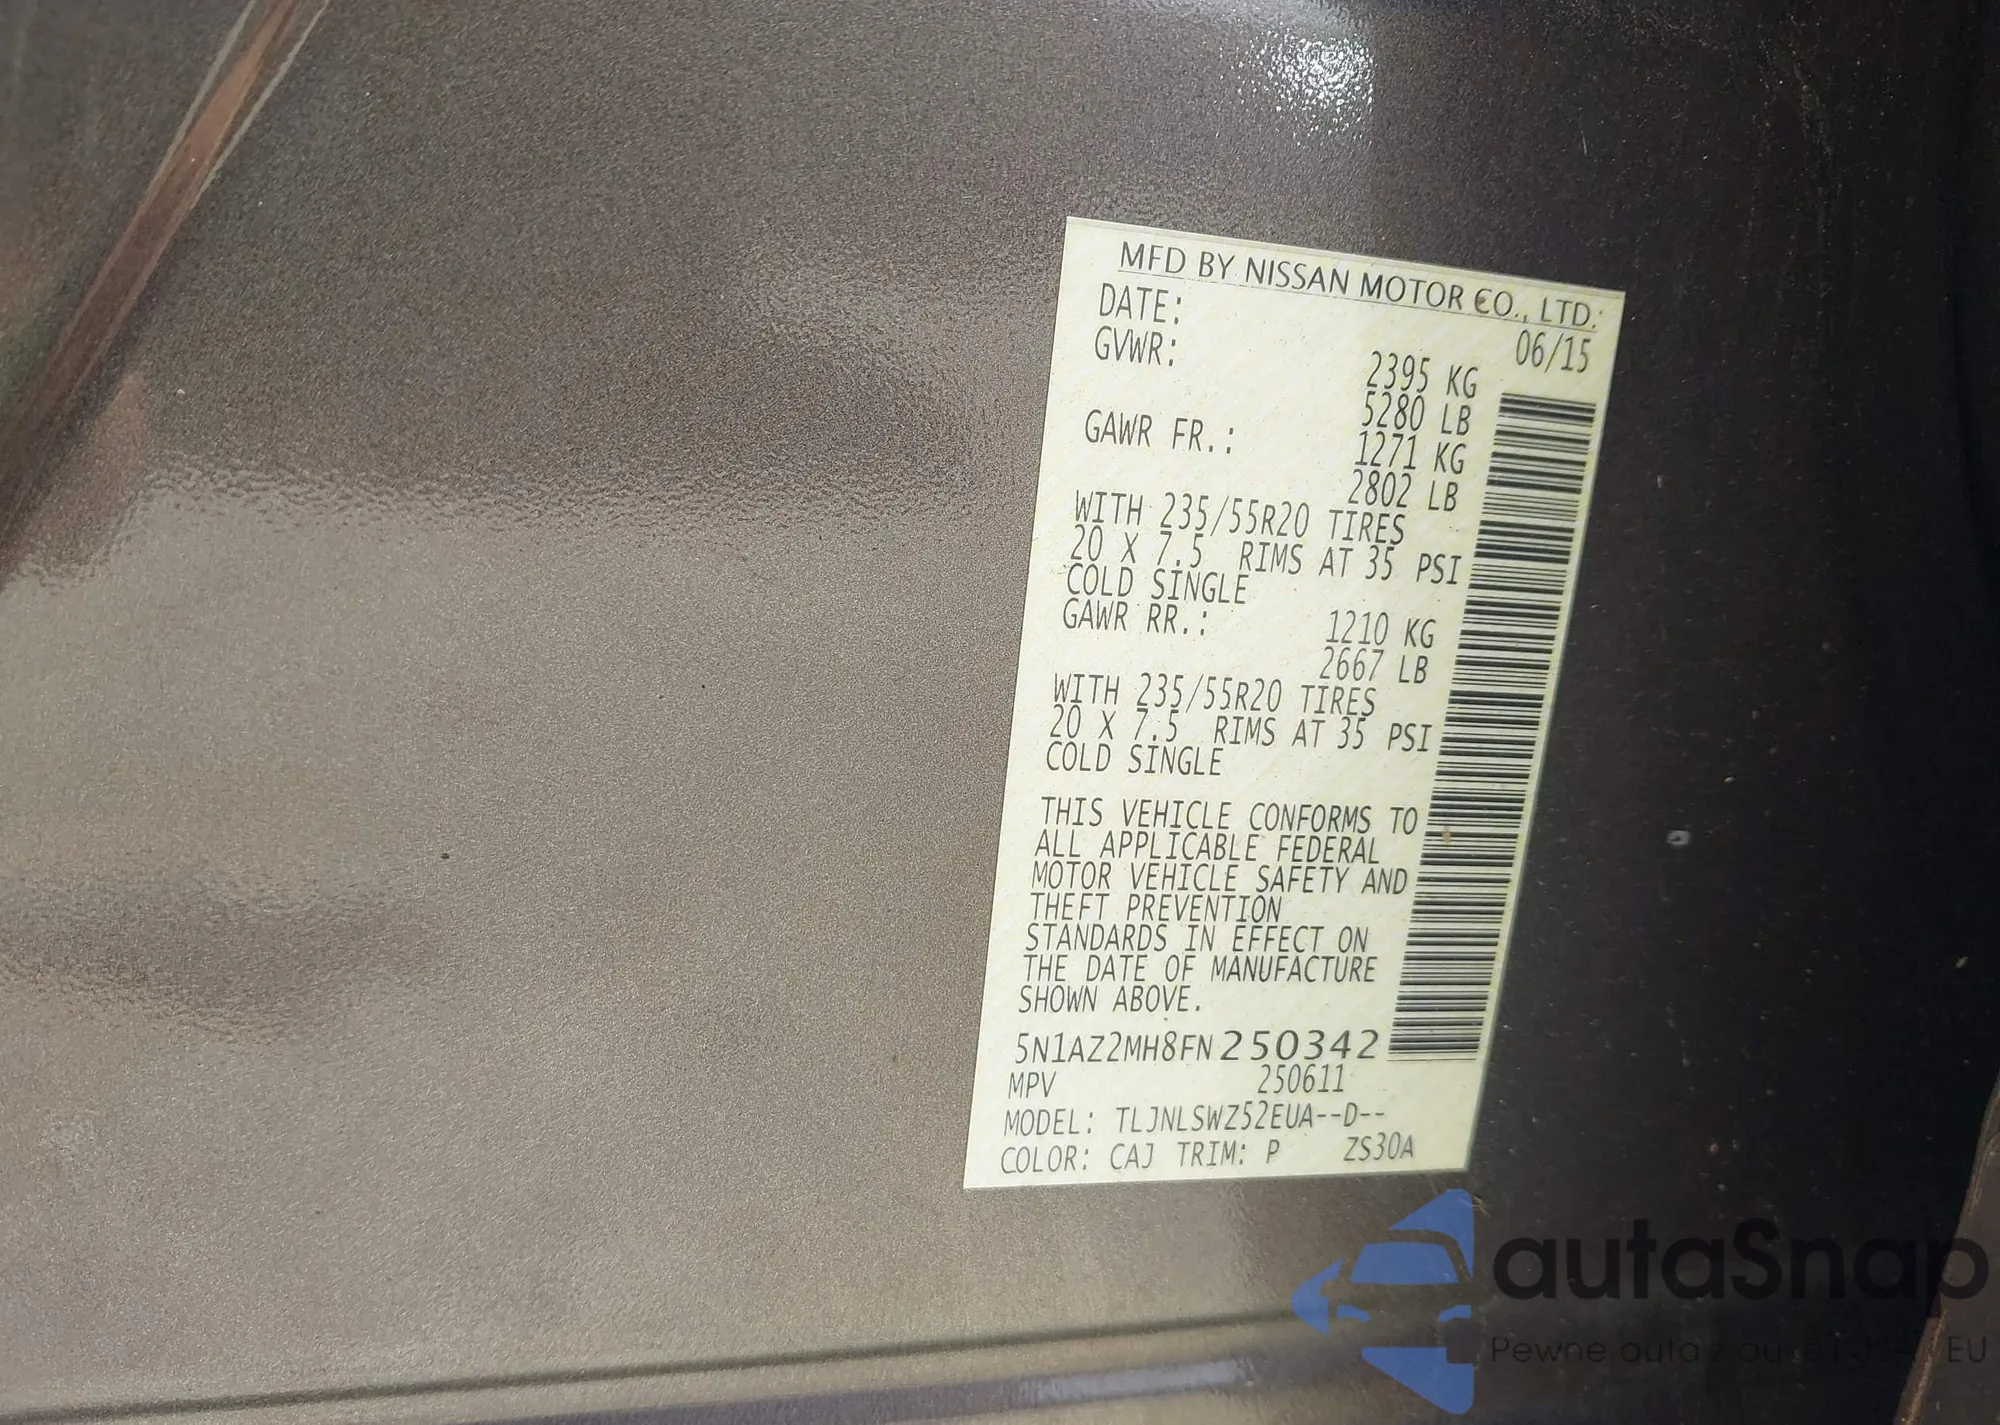 MFD BY NISSAN MOTOR CO., LTD.
DATE: 06/15
GVWR: 2395 KG
5280 LB
GAWR FR.: 1271 KG
2802 LB
WITH 235/55R20 TIRES
20 X 7.5 RIMS AT 35 PSI
COLD SINGLE
GAWR RR.: 1210 KG
2667 LB
WITH 235/55R20 TIRES
20 X 7.5 RIMS AT 35 PSI
COLD SINGLE
THIS VEHICLE CONFORMS TO
ALL APPLICABLE FEDERAL
MOTOR VEHICLE SAFETY AND
THEFT PREVENTION
STANDARDS IN EFFECT ON
THE DATE OF MANUFACTURE
SHOWN ABOVE.
5N1AZ2MH8FN250342
MPV 250611
MODEL: TLJNLSWZ52EUA--D--
COLOR: CAJ TRIM: P ZS30A
autaSnap
Pewne auta z EU